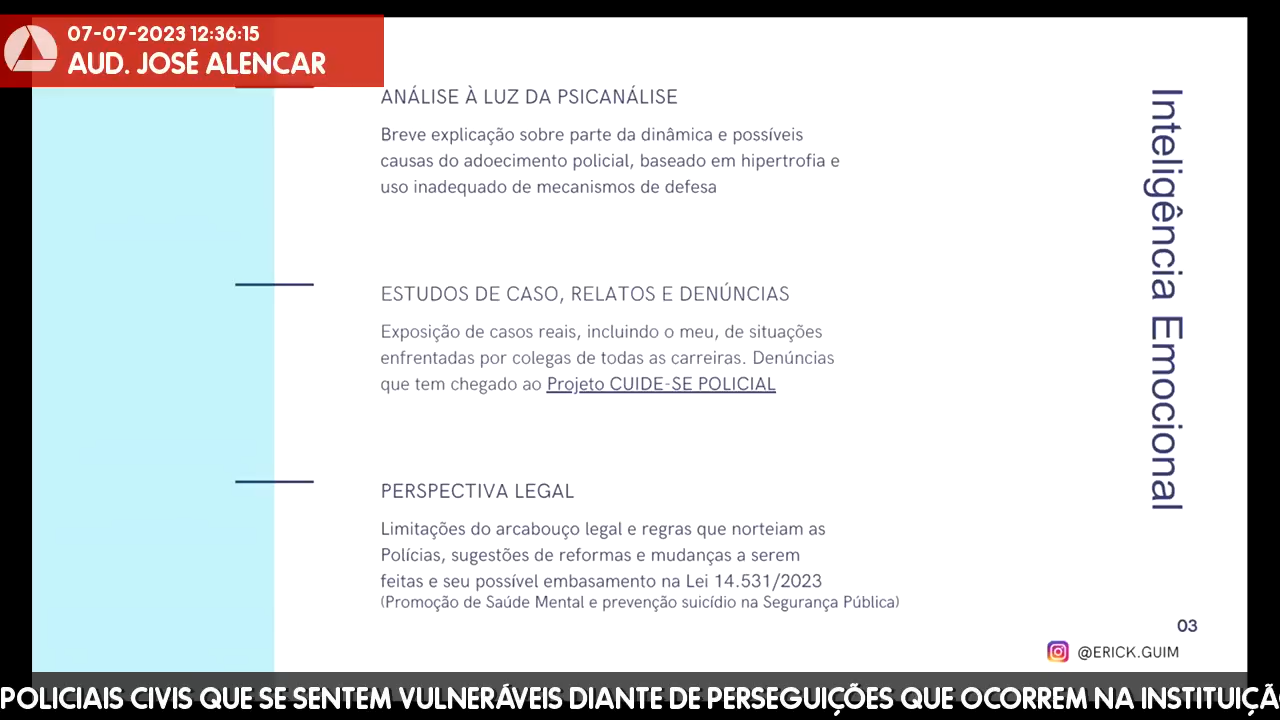 07-07-2023 12:36:15
AUD. JOSÉ ALENCAR
ANÁLISE À LUZ DA PSICANÁLISE
Breve explicação sobre parte da dinâmica e possíveis
causas do adoecimento policial, baseado em hipertrofia e
uso inadequado de mecanismos de defesa
ESTUDOS DE CASO, RELATOS E DENÚNCIAS
Exposição de casos reais, incluindo o meu, de situações
enfrentadas por colegas de todas as carreiras. Denúncias
que tem chegado ao Projeto CUIDE-SE POLICIAL
PERSPECTIVA LEGAL
Limitações do arcabouço legal e regras que norteiam as
Polícias, sugestões de reformas e mudanças a serem
feitas e seu possível embasamento na Lei 14.531/2023
(Promoção de Saúde Mental e prevenção suicídio na Segurança Pública)
Inteligência Emocional
03
@ERICK.GUIM
POLICIAIS CIVIS QUE SE SENTEM VULNERÁVEIS DIANTE DE PERSEGUIÇÕES QUE OCORREM NA INSTITUIÇÃ